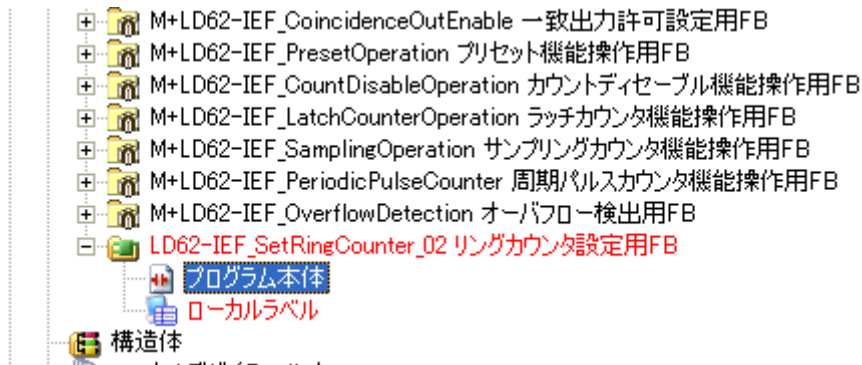 M+LD62-IEF_CoincidenceOutEnable 一致出力許可設定用FB
M+LD62-IEF_PresetOperation プリセット機能操作用FB
M+LD62-IEF_CountDisableOperation カウントディセーブル機能操作用FB
M+LD62-IEF_LatchCounterOperation ラッチカウンタ機能操作用FB
M+LD62-IEF_SamplingOperation サンプリングカウンタ機能操作用FB
M+LD62-IEF_PeriodicPulseCounter 周期パルスカウンタ機能操作用FB
M+LD62-IEF_OverflowDetection オーバフロー検出用FB
LD62-IEF_SetRingCounter_02 リングカウンタ設定用FB
プログラム本体
ローカルラベル
構造体